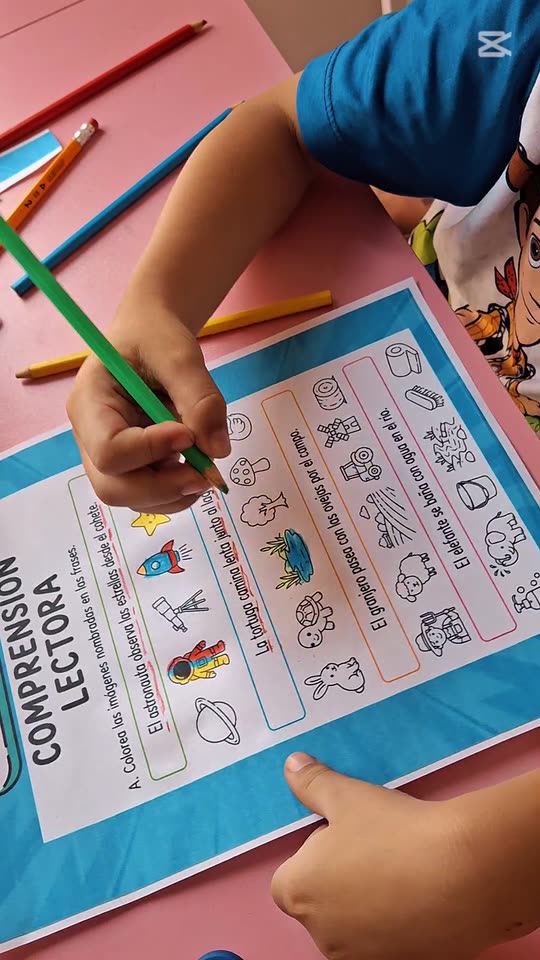 COMPRENSIÓN
LECTORA
A. Colorea las imágenes nombradas en las frases.
El astronauta observa las estrellas desde el cohete.
La tortuga camina lenta junto al
El granjero pasea con las ovejas por el campo.
El elefante se baña con agua en el río.